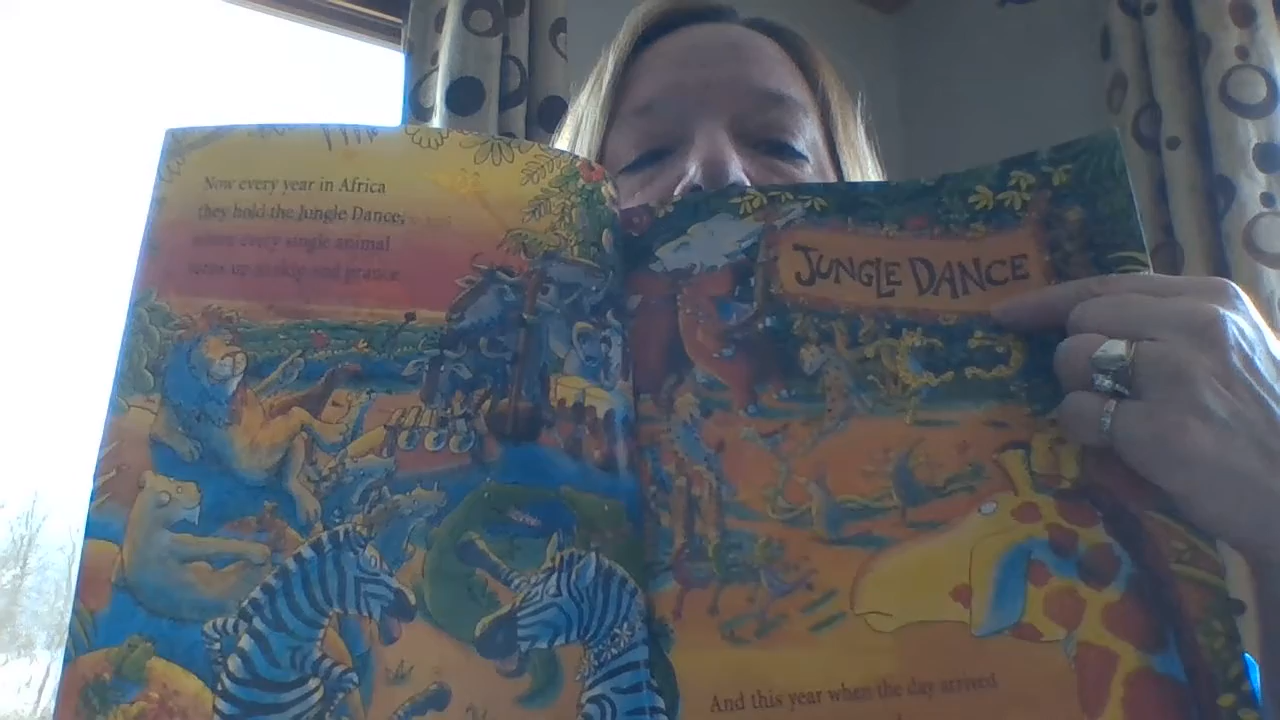 Now every year in Africa
they hold the Jungle Dance,
where every single animal
turns up to skip and prance
JUNGLE DANCE
And this year when the day arrived